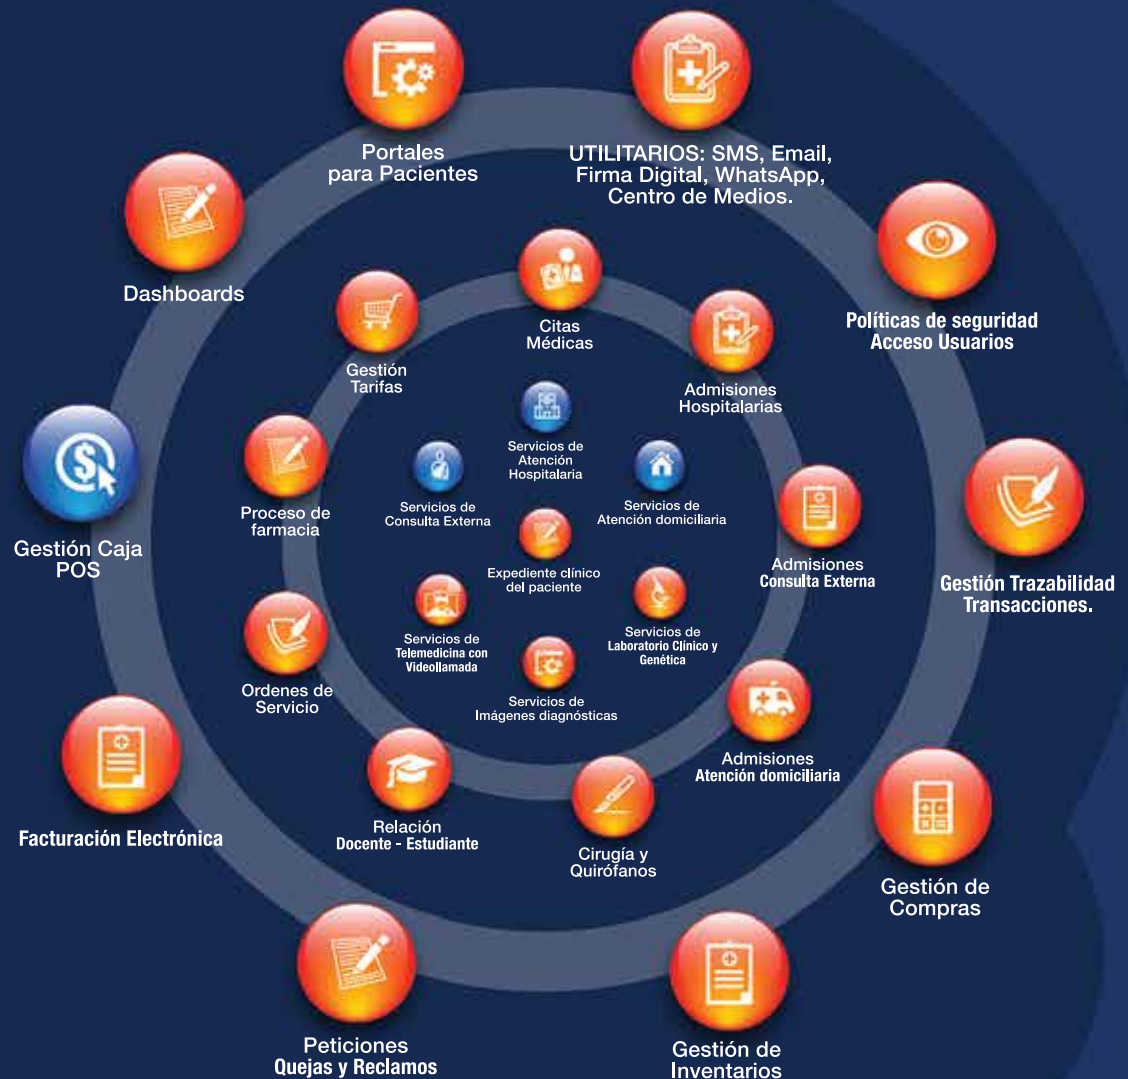 Portales
para Pacientes
UTILITARIOS: SMS, Email,
Firma Digital, WhatsApp,
Centro de Medios.
Dashboards
Políticas de seguridad
Acceso Usuarios
Citas
Médicas
Gestión
Tarifas
Admisiones
Hospitalarias
Servicios de
Atención
Hospitalaria
Servicios de
Consulta Externa
Servicios de
Atención domiciliaria
Proceso de
farmacia
Gestión Caja
POS
Expediente clínico
del paciente
Admisiones
Consulta Externa
Gestión Trazabilidad
Transacciones.
Servicios de
Telemedicina con
Videollamada
Servicios de
Laboratorio Clínico y
Genética
Ordenes de
Servicio
Servicios de
Imágenes diagnósticas
Admisiones
Atención domiciliaria
Facturación Electrónica
Relación
Docente - Estudiante
Cirugía y
Quirófanos
Gestión de
Compras
Peticiones
Quejas y Reclamos
Gestión de
Inventarios